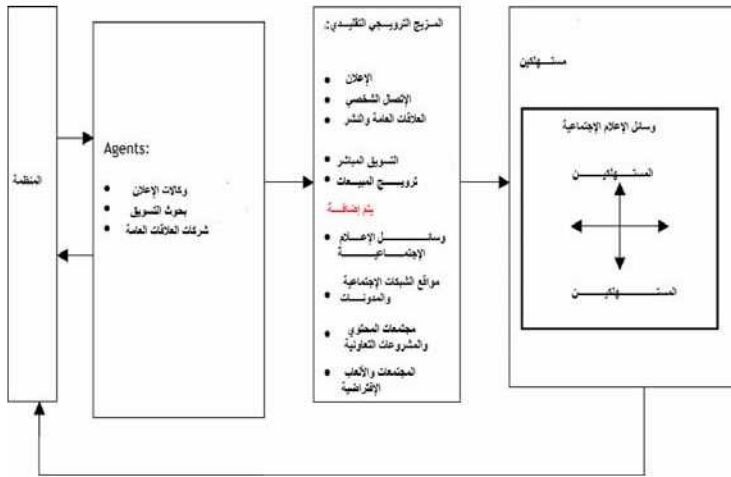 المنظمة
Agents:
وكالات الإعلان
بحوث التسويق
شركات العلاقات العامة
المزيج الترويجي التقليدي:.
الإعلان
الإتصال الشخصي
العلاقات العامة والنشر
التسويق المباشر
ترويج المبيعات
يتم إضافة
وسائل الإعلام
الإجتماعية
مواقع الشبكات الإجتماعية
والمدونات
مجتمعات المحتوي
والمشروعات التعاونية
المجتمعات والألعاب
الإفتراضية
مستهلكين
وسائل الإعلام الإجتماعية
المستهلكين
المستهلكين